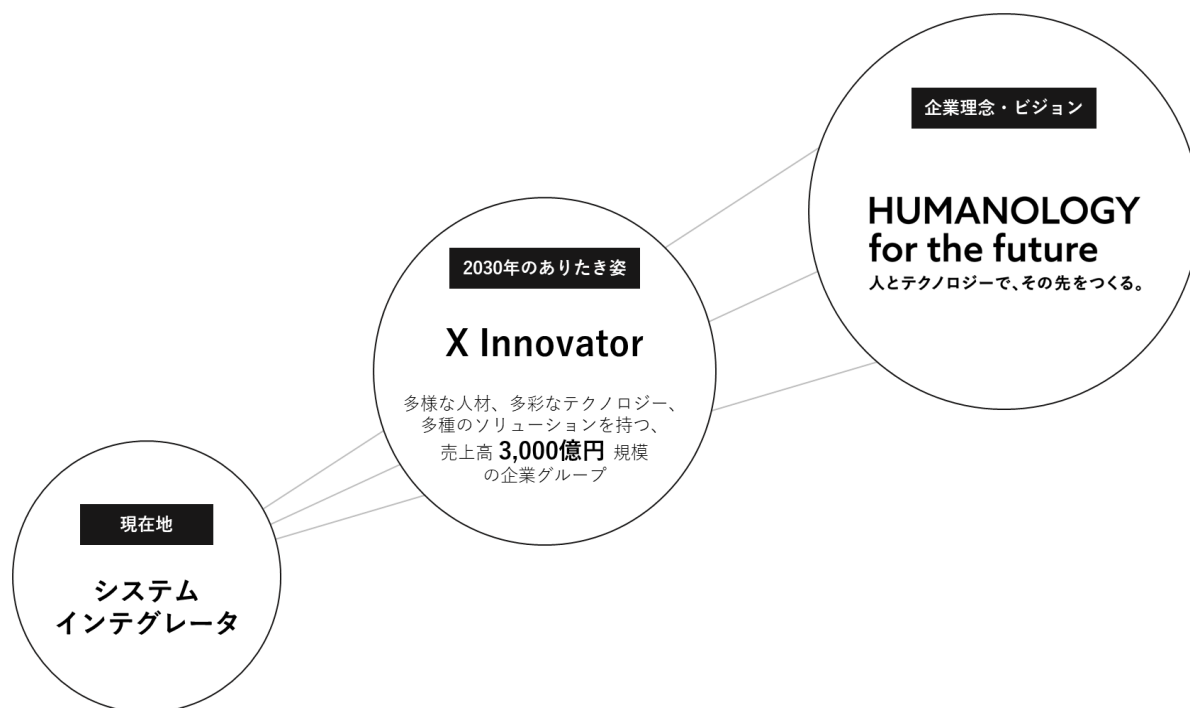 企業理念・ビジョン
HUMANOLOGY
for the future
人とテクノロジーで、その先をつくる。
2030年のありたき姿
X Innovator
多様な人材、多彩なテクノロジー、
多種のソリューションを持つ、
売上高 3,000億円 規模
の企業グループ
現在地
システム
インテグレータ